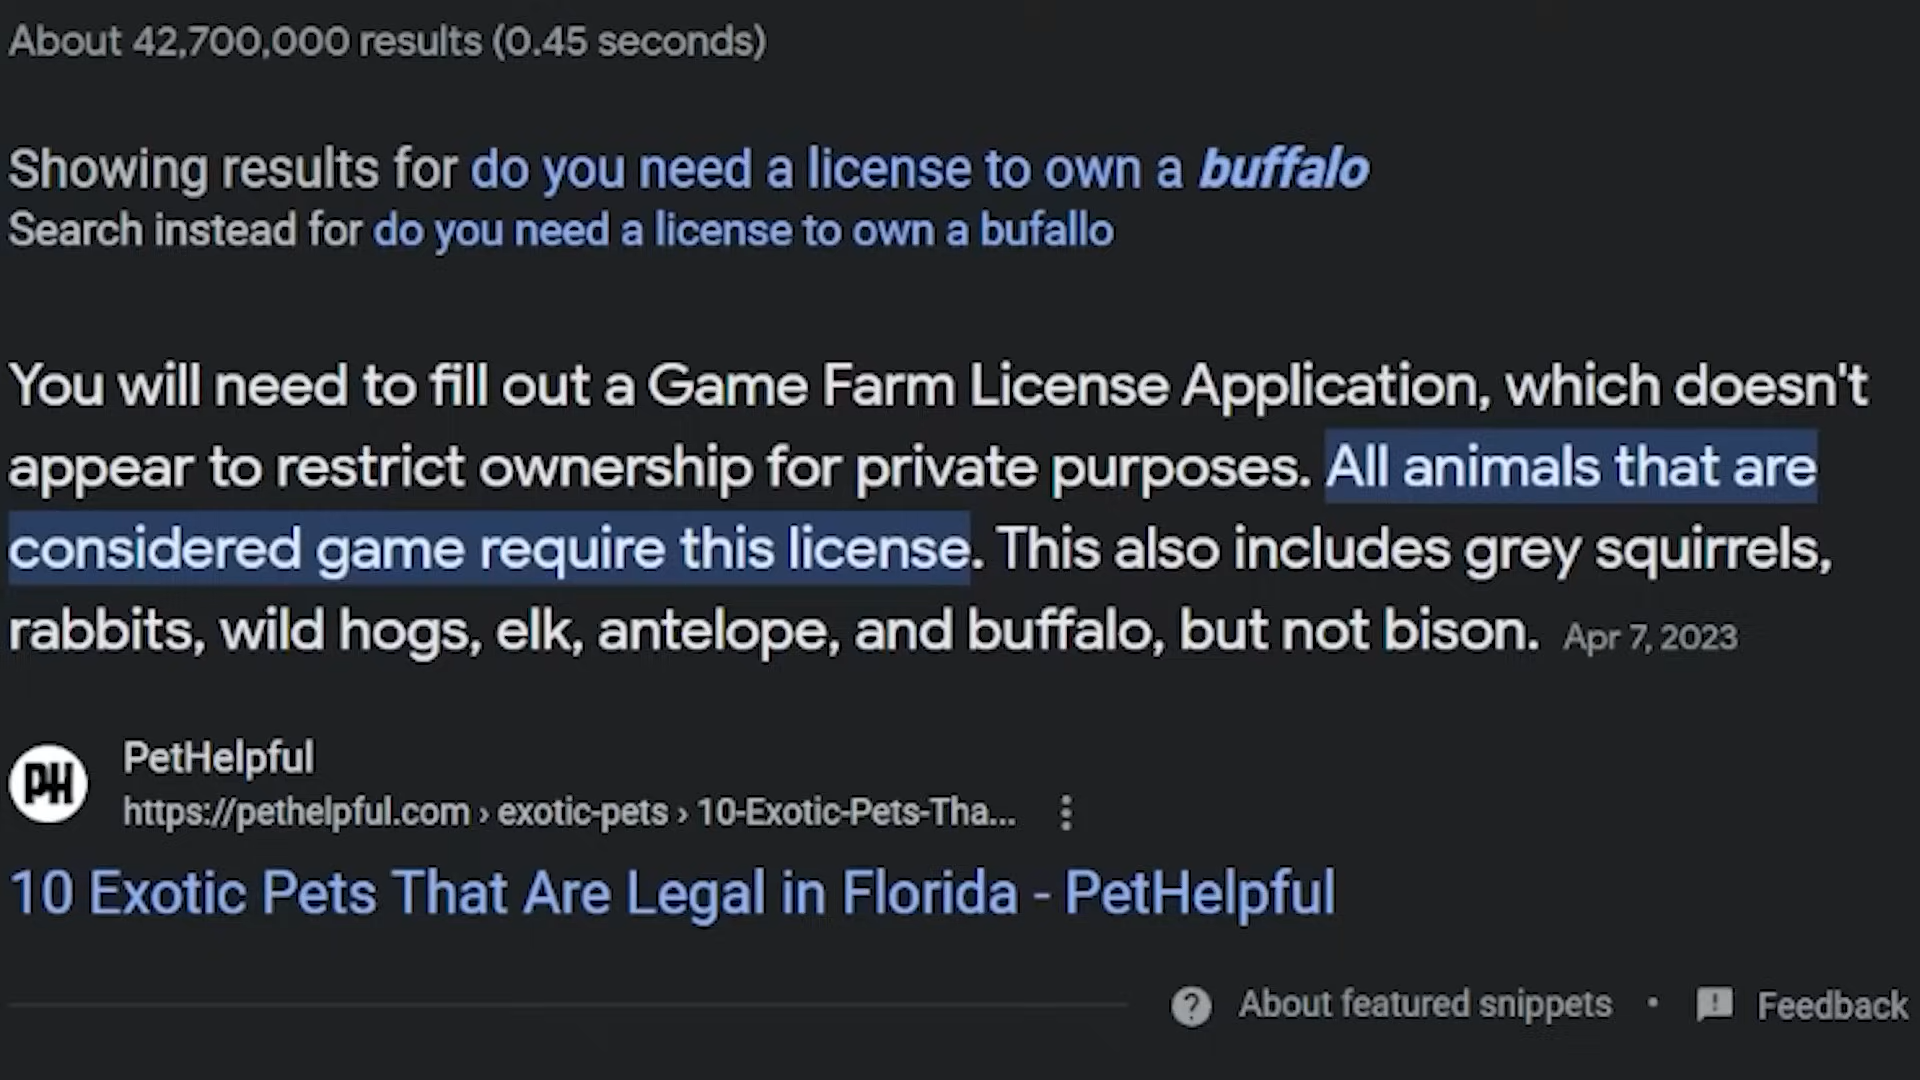 About 42,700,000 results (0.45 seconds)
Showing results for do you need a license to own a buffalo
Search instead for do you need a license to own a bufallo
You will need to fill out a Game Farm License Application, which doesn't
appear to restrict ownership for private purposes. All animals that are
considered game require this license. This also includes grey squirrels,
rabbits, wild hogs, elk, antelope, and buffalo, but not bison. Apr 7, 2023
PH
PetHelpful
https://pethelpful.com › exotic-pets › 10-Exotic-Pets-Tha...
10 Exotic Pets That Are Legal in Florida - PetHelpful
About featured snippets • Feedback